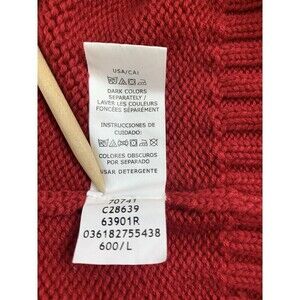 USA/CA/
DARK COLORS
SEPARATELY /
LAVER LES COULEURS
FONCÉES SÉPARÉMENT
INSTRUCCIONES DE
CUIDADO:
COLORES OBSCUROS
POR SEPARADO
USAR DETERGENTE
70741
C28639
63901R
036182755438
600/L